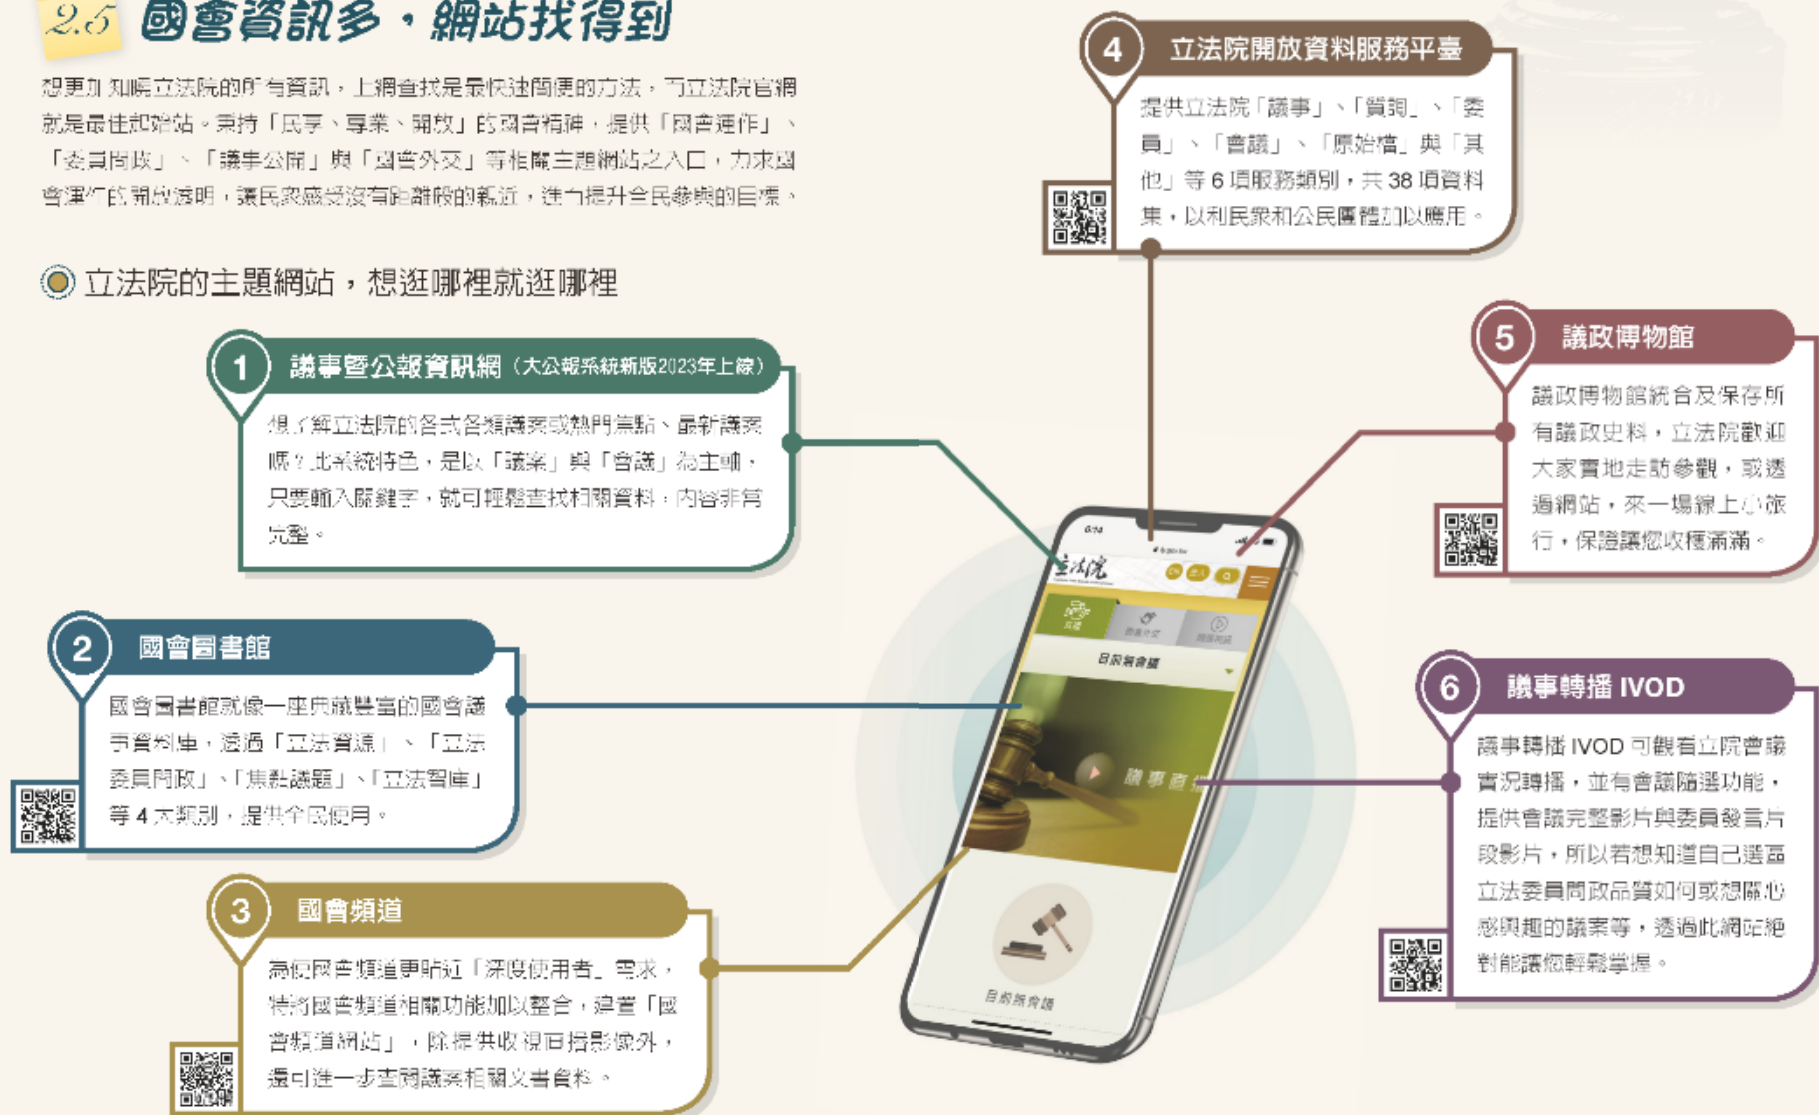 2.5 國會資訊多，網站找得到
想更加知曉立法院的所有資訊，上網查找是最快速簡便的方法，而立法院官網
就是最佳起始站。秉持「民享、專業、開放」的國會精神，提供「國會運作」、
「委員問政」、「議事公開」與「國會外交」等相關主題網站之入口，力求國
會運作的開放透明，讓民眾感受沒有距離般的親近，進而提升全民參與的目標。
立法院的主題網站，想逛哪裡就逛哪裡
1 議事暨公報資訊網（大公報系統新版2023年上線）
想了解立法院的各式各類議案或熱門焦點、最新議案
嗎？此系統特色，是以「議案」與「會議」為主軸，
只要輸入關鍵字，就可輕鬆查找相關資料，內容非常
完整。
2 國會圖書館
國會圖書館就像一座典藏豐富的國會議
事資料庫，透過「立法資源」、「立法
委員問政」、「焦點議題」、「立法智庫」
等 4 大類別，提供全民使用。
3 國會頻道
為使國會頻道更貼近「深度使用者」需求，
特將國會頻道相關功能加以整合，建置「國
會頻道網站」，除提供收視直播影像外，
還可進一步查閱議案相關文書資料。
4 立法院開放資料服務平臺
提供立法院「議事」、「質詢」、「委
員」、「會議」、「原始檔」與「其
他」等 6 項服務類別，共 38 項資料
集，以利民眾和公民團體加以應用。
5 議政博物館
議政博物館統合及保存所
有議政史料，立法院歡迎
大家實地走訪參觀，或透
過網站，來一場線上小旅
行，保證讓您收穫滿滿。
6 議事轉播 IVOD
議事轉播 IVOD 可觀看立院會議
實況轉播，並有會議隨選功能，
提供會議完整影片與委員發言片
段影片，所以若想知道自己選區
立法委員問政品質如何或想關心
感興趣的議案等，透過此網站絕
對能讓您輕鬆掌握。
立法院
目前無會議
議事直播
目前無會議